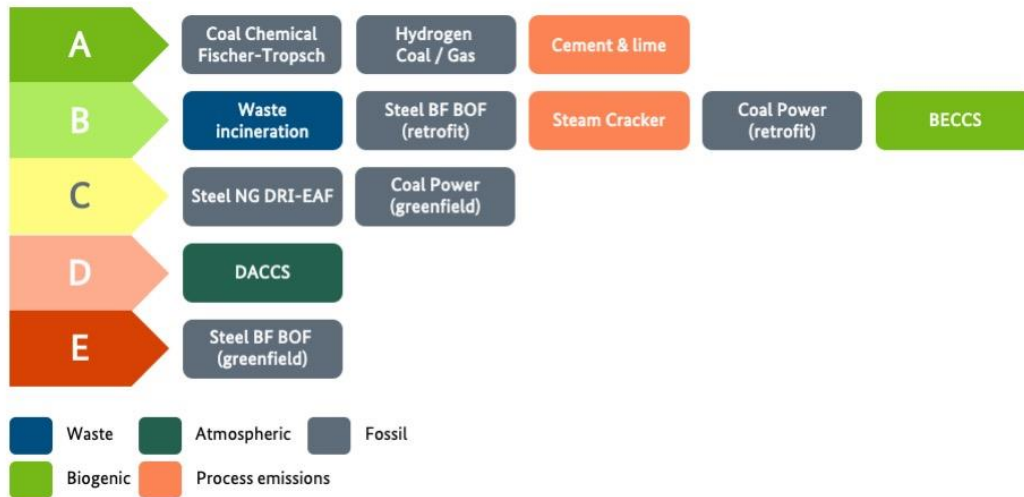 A
Coal Chemical
Fischer-Tropsch
Hydrogen
Coal / Gas
Cement & lime
B
Waste
incineration
Steel BF BOF
(retrofit)
Steam Cracker
Coal Power
(retrofit)
BECCS
C
Steel NG DRI-EAF
Coal Power
(greenfield)
D
DACCS
E
Steel BF BOF
(greenfield)
Waste
Atmospheric
Fossil
Biogenic
Process emissions